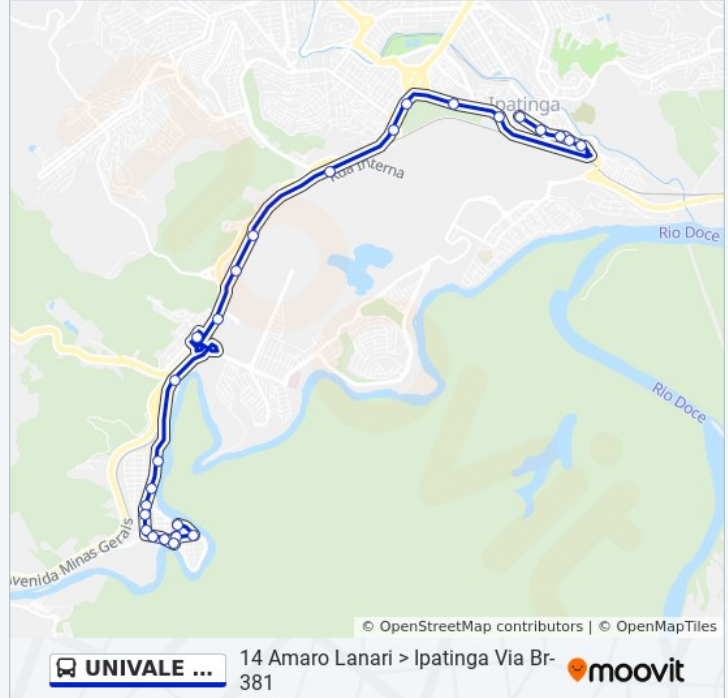 Ipatinga
Rua Interna
Rio Doce
Rio Doce
Avenida Minas Gerais
© OpenStreetMap contributors | © OpenMapTiles
UNIVALE ...
14 Amaro Lanari > Ipatinga Via Br-
381
moovit